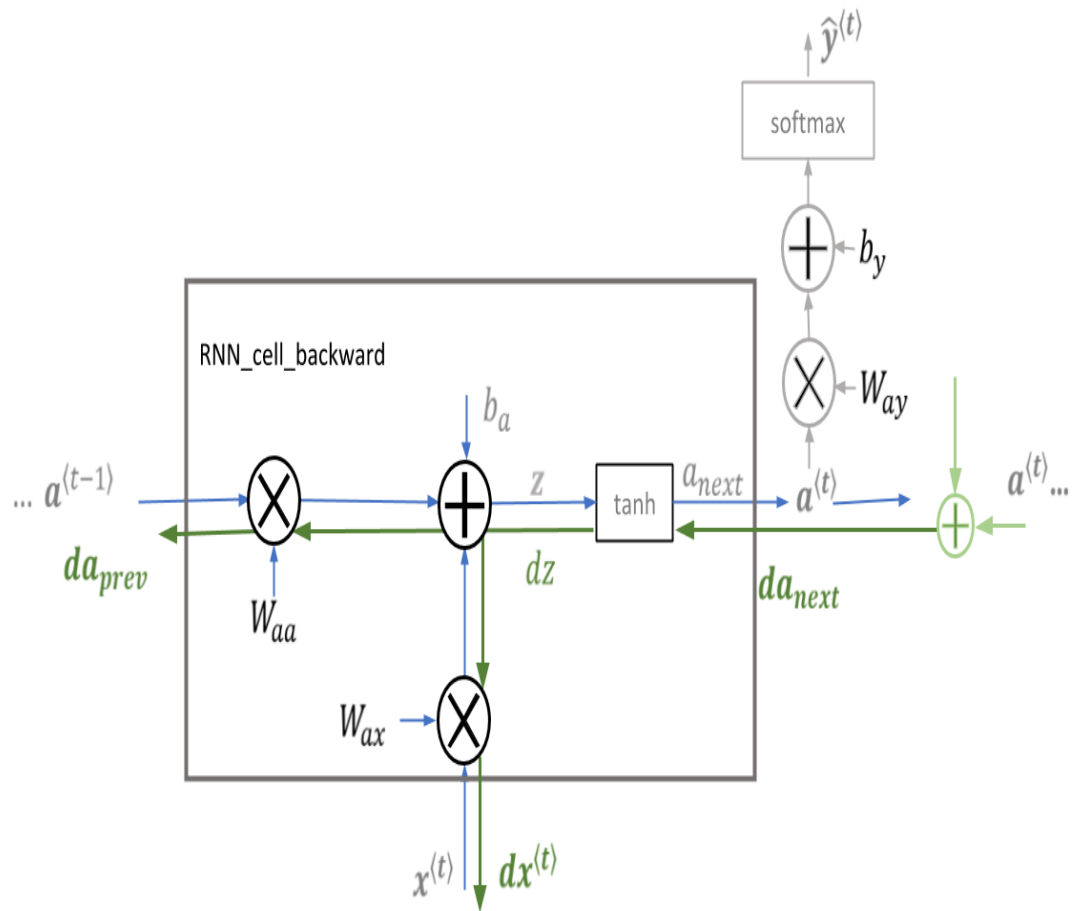 ŷ⟨t⟩
softmax
b_y
W_ay
RNN_cell_backward
b_a
... a⟨t−1⟩
z
tanh
a_next
a⟨t⟩
a⟨t⟩...
da_prev
dz
da_next
W_aa
W_ax
x⟨t⟩
dx⟨t⟩